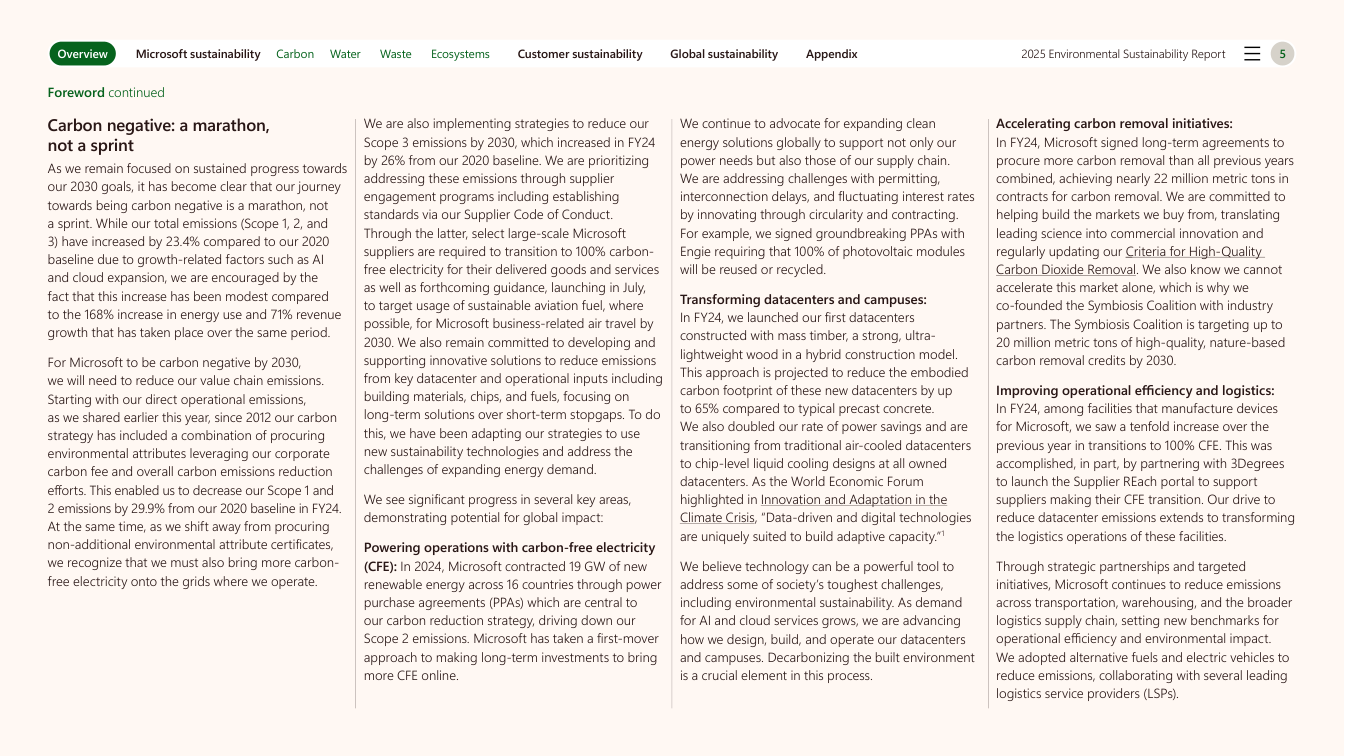 Overview Microsoft sustainability Carbon Water Waste Ecosystems Customer sustainability Global sustainability Appendix 2025 Environmental Sustainability Report 5
Foreword continued
Carbon negative: a marathon,
not a sprint
As we remain focused on sustained progress towards
our 2030 goals, it has become clear that our journey
towards being carbon negative is a marathon, not
a sprint. While our total emissions (Scope 1, 2, and
3) have increased by 23.4% compared to our 2020
baseline due to growth-related factors such as AI
and cloud expansion, we are encouraged by the
fact that this increase has been modest compared
to the 168% increase in energy use and 71% revenue
growth that has taken place over the same period.
For Microsoft to be carbon negative by 2030,
we will need to reduce our value chain emissions.
Starting with our direct operational emissions,
as we shared earlier this year, since 2012 our carbon
strategy has included a combination of procuring
environmental attributes leveraging our corporate
carbon fee and overall carbon emissions reduction
efforts. This enabled us to decrease our Scope 1 and
2 emissions by 29.9% from our 2020 baseline in FY24.
At the same time, as we shift away from procuring
non-additional environmental attribute certificates,
we recognize that we must also bring more carbon-
free electricity onto the grids where we operate.
We are also implementing strategies to reduce our
Scope 3 emissions by 2030, which increased in FY24
by 26% from our 2020 baseline. We are prioritizing
addressing these emissions through supplier
engagement programs including establishing
standards via our Supplier Code of Conduct.
Through the latter, select large-scale Microsoft
suppliers are required to transition to 100% carbon-
free electricity for their delivered goods and services
as well as forthcoming guidance, launching in July,
to target usage of sustainable aviation fuel, where
possible, for Microsoft business-related air travel by
2030. We also remain committed to developing and
supporting innovative solutions to reduce emissions
from key datacenter and operational inputs including
building materials, chips, and fuels, focusing on
long-term solutions over short-term stopgaps. To do
this, we have been adapting our strategies to use
new sustainability technologies and address the
challenges of expanding energy demand.
We see significant progress in several key areas,
demonstrating potential for global impact:
Powering operations with carbon-free electricity
(CFE): In 2024, Microsoft contracted 19 GW of new
renewable energy across 16 countries through power
purchase agreements (PPAs) which are central to
our carbon reduction strategy, driving down our
Scope 2 emissions. Microsoft has taken a first-mover
approach to making long-term investments to bring
more CFE online.
We continue to advocate for expanding clean
energy solutions globally to support not only our
power needs but also those of our supply chain.
We are addressing challenges with permitting,
interconnection delays, and fluctuating interest rates
by innovating through circularity and contracting.
For example, we signed groundbreaking PPAs with
Engie requiring that 100% of photovoltaic modules
will be reused or recycled.
Transforming datacenters and campuses:
In FY24, we launched our first datacenters
constructed with mass timber, a strong, ultra-
lightweight wood in a hybrid construction model.
This approach is projected to reduce the embodied
carbon footprint of these new datacenters by up
to 65% compared to typical precast concrete.
We also doubled our rate of power savings and are
transitioning from traditional air-cooled datacenters
to chip-level liquid cooling designs at all owned
datacenters. As the World Economic Forum
highlighted in Innovation and Adaptation in the
Climate Crisis, "Data-driven and digital technologies
are uniquely suited to build adaptive capacity."1
We believe technology can be a powerful tool to
address some of society's toughest challenges,
including environmental sustainability. As demand
for AI and cloud services grows, we are advancing
how we design, build, and operate our datacenters
and campuses. Decarbonizing the built environment
is a crucial element in this process.
Accelerating carbon removal initiatives:
In FY24, Microsoft signed long-term agreements to
procure more carbon removal than all previous years
combined, achieving nearly 22 million metric tons in
contracts for carbon removal. We are committed to
helping build the markets we buy from, translating
leading science into commercial innovation and
regularly updating our Criteria for High-Quality
Carbon Dioxide Removal. We also know we cannot
accelerate this market alone, which is why we
co-founded the Symbiosis Coalition with industry
partners. The Symbiosis Coalition is targeting up to
20 million metric tons of high-quality, nature-based
carbon removal credits by 2030.
Improving operational efficiency and logistics:
In FY24, among facilities that manufacture devices
for Microsoft, we saw a tenfold increase over the
previous year in transitions to 100% CFE. This was
accomplished, in part, by partnering with 3Degrees
to launch the Supplier REach portal to support
suppliers making their CFE transition. Our drive to
reduce datacenter emissions extends to transforming
the logistics operations of these facilities.
Through strategic partnerships and targeted
initiatives, Microsoft continues to reduce emissions
across transportation, warehousing, and the broader
logistics supply chain, setting new benchmarks for
operational efficiency and environmental impact.
We adopted alternative fuels and electric vehicles to
reduce emissions, collaborating with several leading
logistics service providers (LSPs).